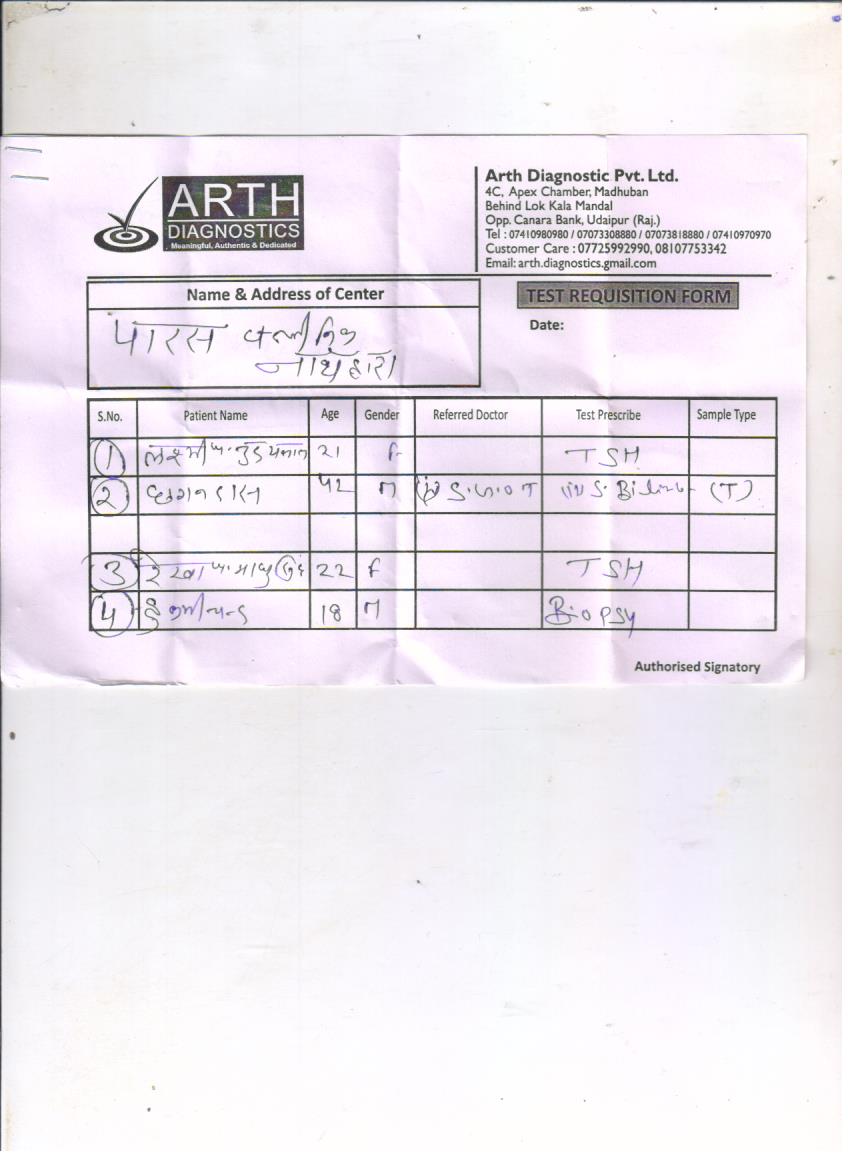 ARTH
DIAGNOSTICS
Meaningful, Authentic & Dedicated
Arth Diagnostic Pvt. Ltd.
4C, Apex Chamber, Madhuban
Behind Lok Kala Mandal
Opp. Canara Bank, Udaipur (Raj.)
Tel : 07410980980 / 07073308880 / 07073818880 / 07410970970
Customer Care : 07725992990, 08107753342
Email: arth.diagnostics.gmail.com
Name & Address of Center
TEST REQUISITION FORM
Date:
पारस
नाथद्वारा
S.No. Patient Name Age Gender Referred Doctor Test Prescribe Sample Type
1 21 F TSH
2 42 M (T)
3 22 F TSH
4 18 M Biopsy
Authorised Signatory